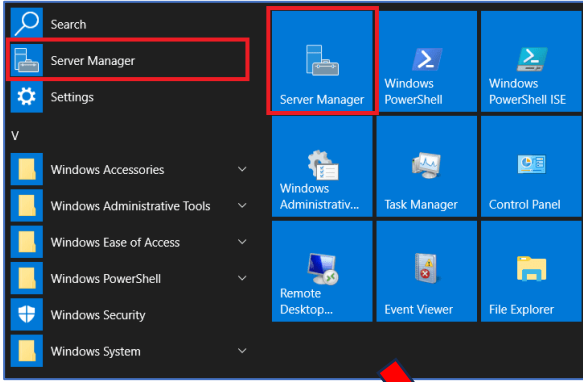 Search
Server Manager
Settings
V
Windows Accessories
Windows Administrative Tools
Windows Ease of Access
Windows PowerShell
Windows Security
Windows System
Server Manager
Windows
PowerShell
Windows
PowerShell ISE
Windows
Administrativ...
Task Manager
Control Panel
Remote
Desktop...
Event Viewer
File Explorer